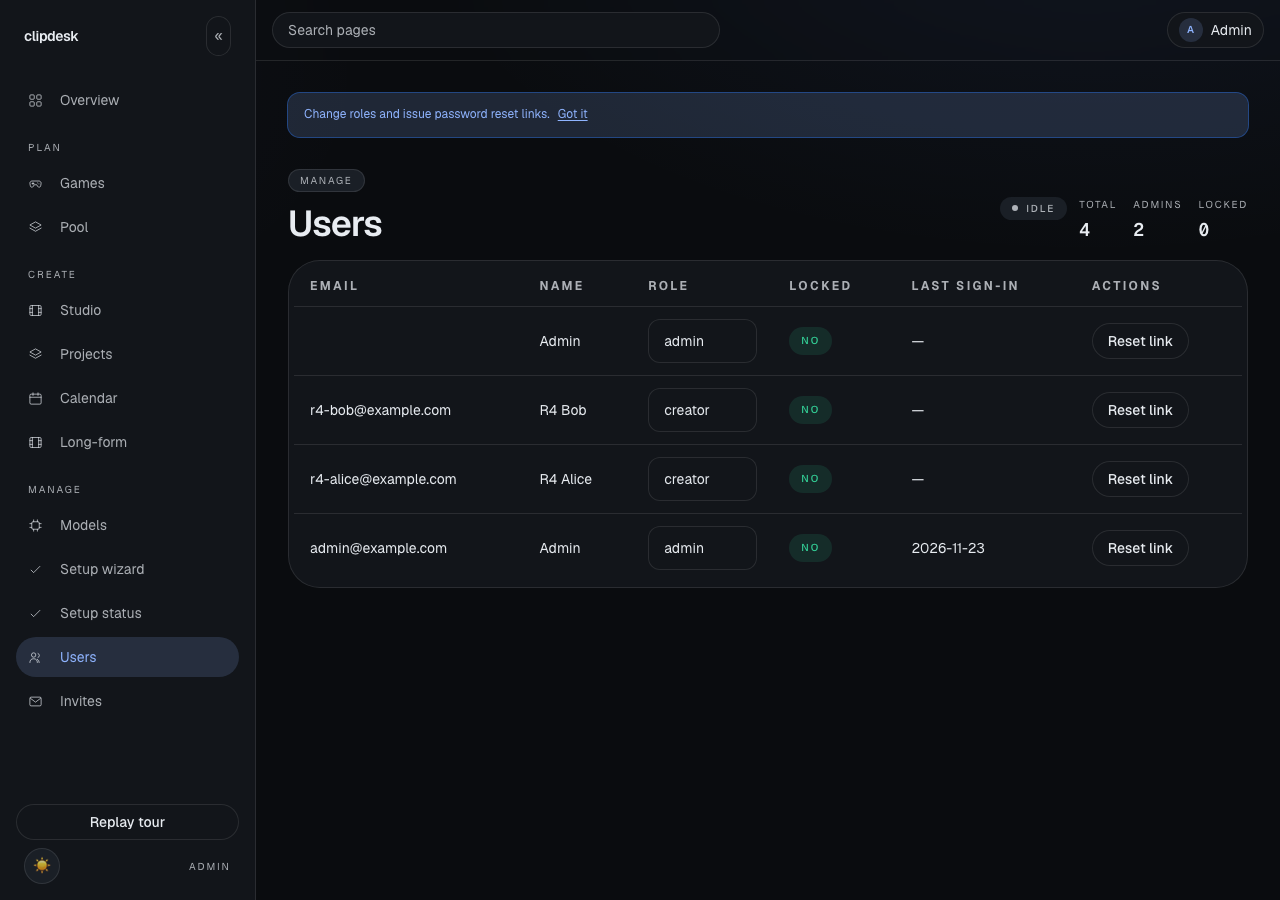 clipdesk
«
Overview
PLAN
Games
Pool
CREATE
Studio
Projects
Calendar
Long-form
MANAGE
Models
Setup wizard
Setup status
Users
Invites
Replay tour
ADMIN
Search pages
A Admin
Change roles and issue password reset links. Got it
MANAGE
Users
IDLE TOTAL ADMINS LOCKED
4 2 0
EMAIL NAME ROLE LOCKED LAST SIGN-IN ACTIONS
Admin admin NO — Reset link
r4-bob@example.com R4 Bob creator NO — Reset link
r4-alice@example.com R4 Alice creator NO — Reset link
admin@example.com Admin admin NO 2026-11-23 Reset link